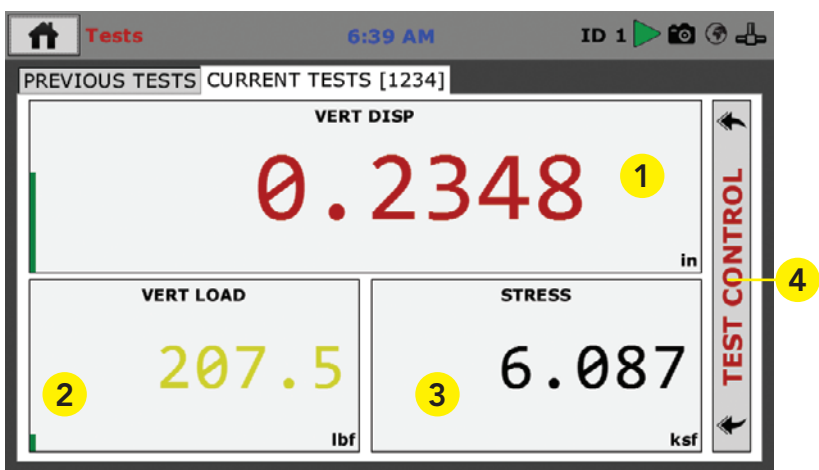 Tests 6:39 AM ID 1
PREVIOUS TESTS CURRENT TESTS [1234]
VERT DISP
0.2348
1
in
TEST CONTROL
4
VERT LOAD
207.5
2
lbf
STRESS
6.087
3
ksf